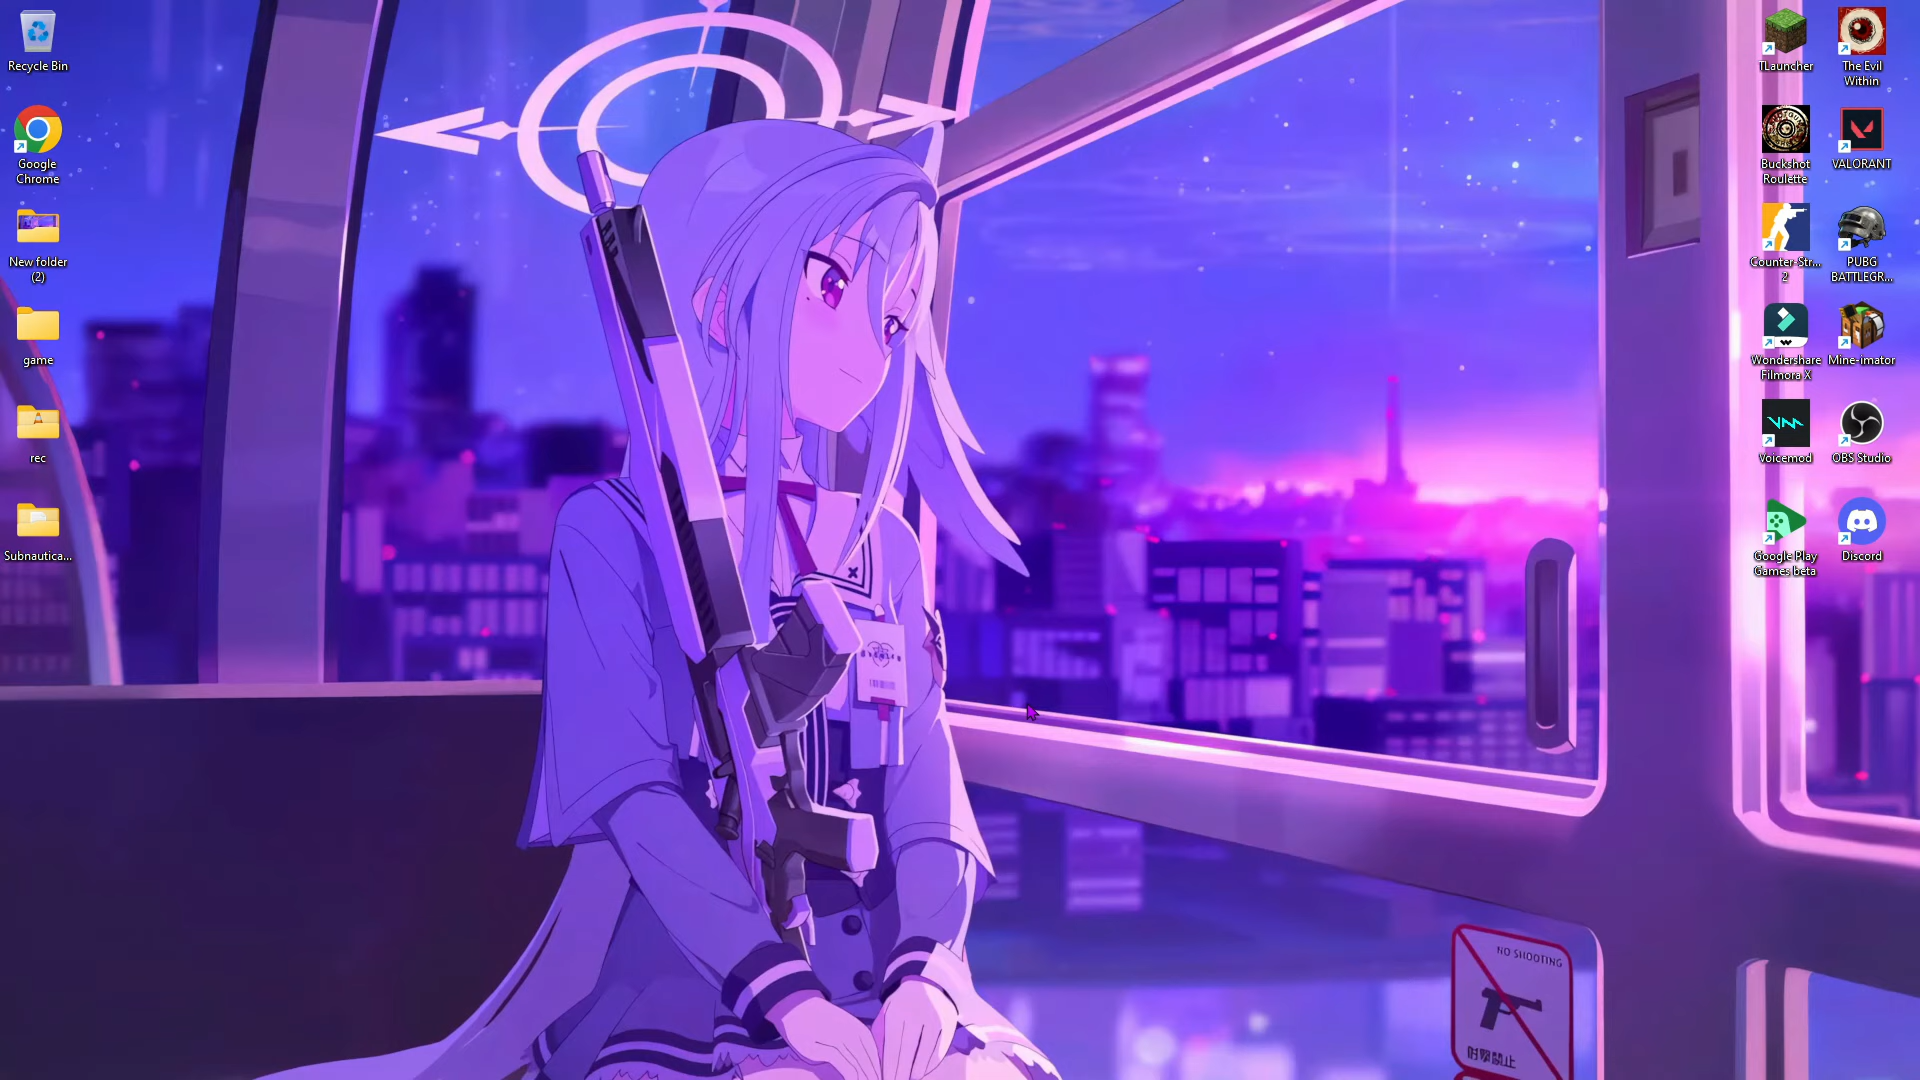 Recycle Bin
Google
Chrome
New folder
(2)
game
rec
Subnautica...
TLauncher
The Evil
Within
Buckshot
Roulette
VALORANT
Counter-Str...
2
PUBG
BATTLEGR...
Wondershare
Filmora X
Mine-imator
Voicemod
OBS Studio
Google Play
Games beta
Discord
NO SHOOTING